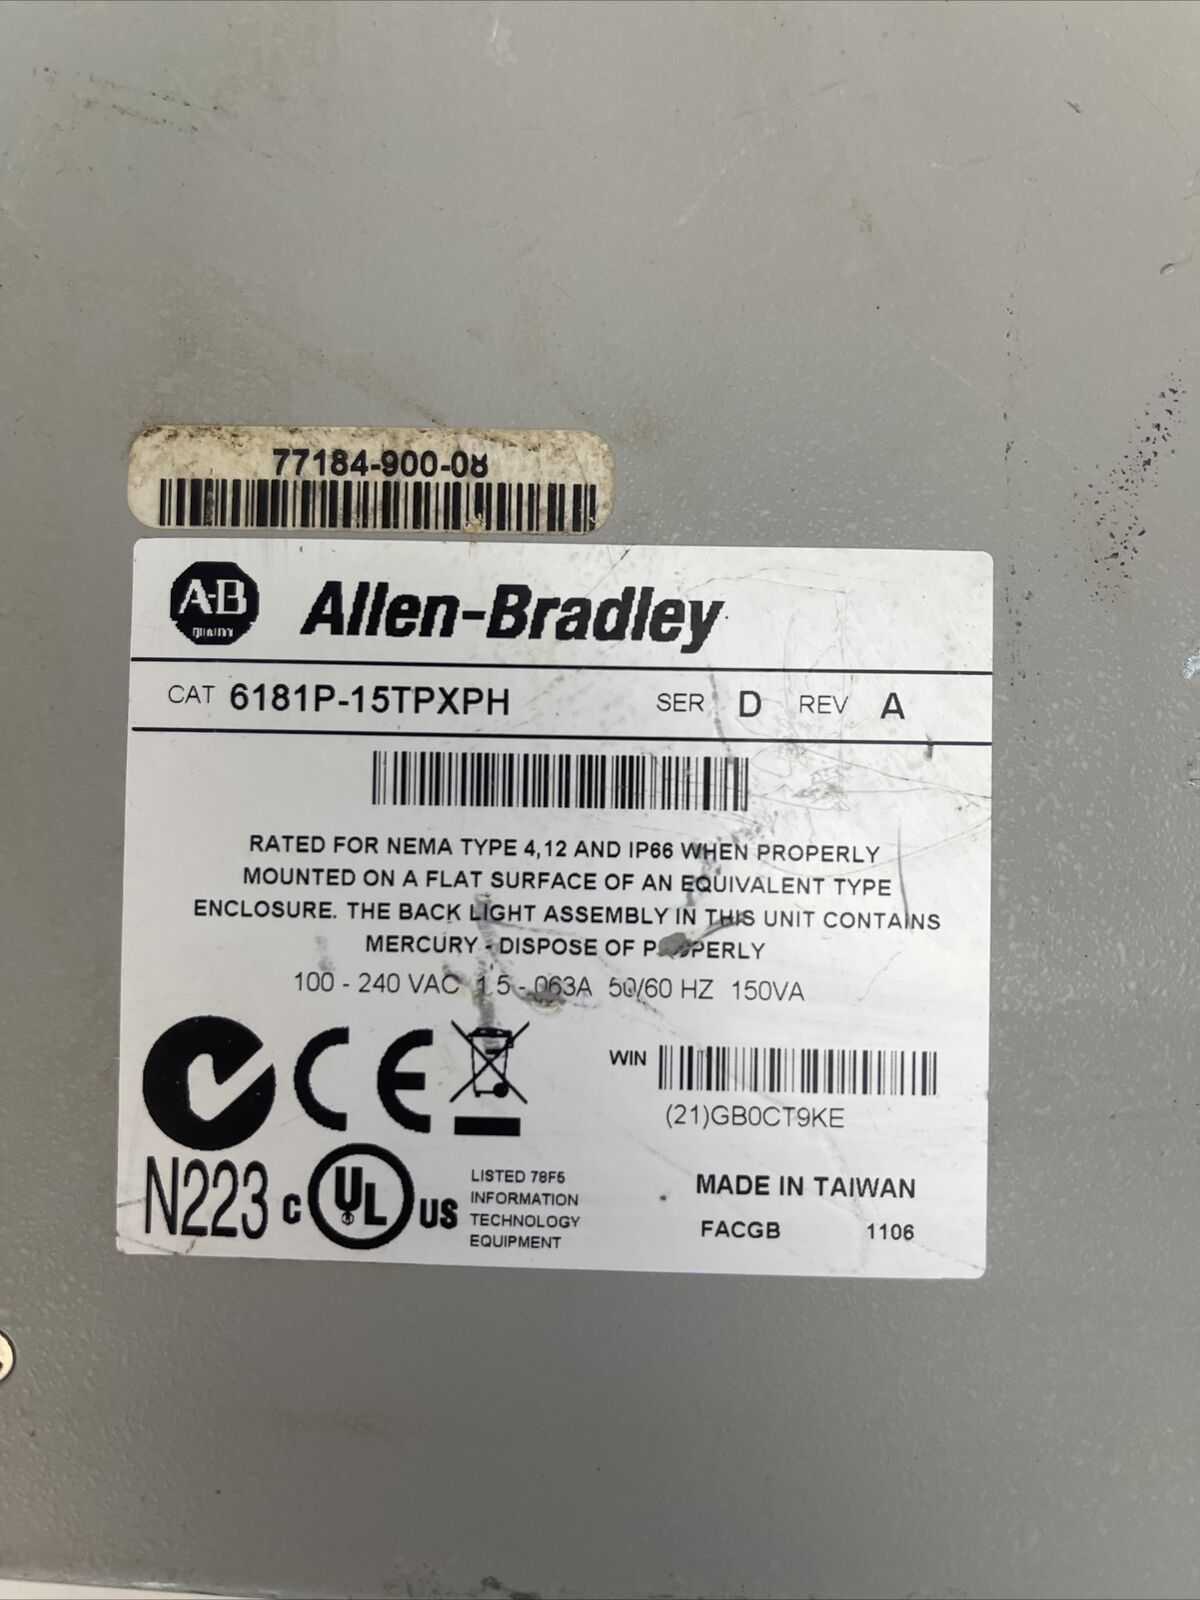 77184-900-08
A-B
QUALITY
Allen-Bradley
CAT 6181P-15TPXPH SER D REV A
RATED FOR NEMA TYPE 4,12 AND IP66 WHEN PROPERLY
MOUNTED ON A FLAT SURFACE OF AN EQUIVALENT TYPE
ENCLOSURE. THE BACK LIGHT ASSEMBLY IN THIS UNIT CONTAINS
MERCURY - DISPOSE OF PROPERLY
100 - 240 VAC 1.5 - .063A 50/60 HZ 150VA
CE
WIN
(21)GB0CT9KE
N223
C UL US
LISTED 78F5
INFORMATION
TECHNOLOGY
EQUIPMENT
MADE IN TAIWAN
FACGB 1106